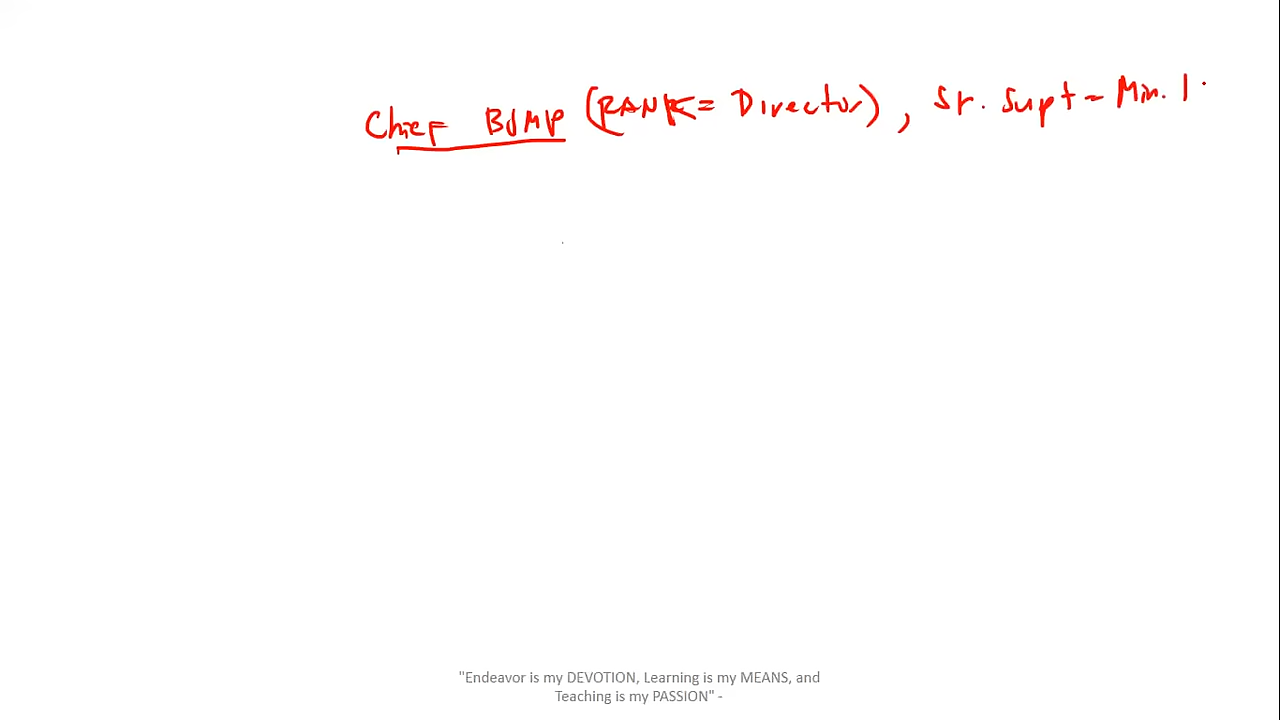 Chief BJMP (RANK = Director), Sr. Supt - Min. 1
"Endeavor is my DEVOTION, Learning is my MEANS, and
Teaching is my PASSION" -